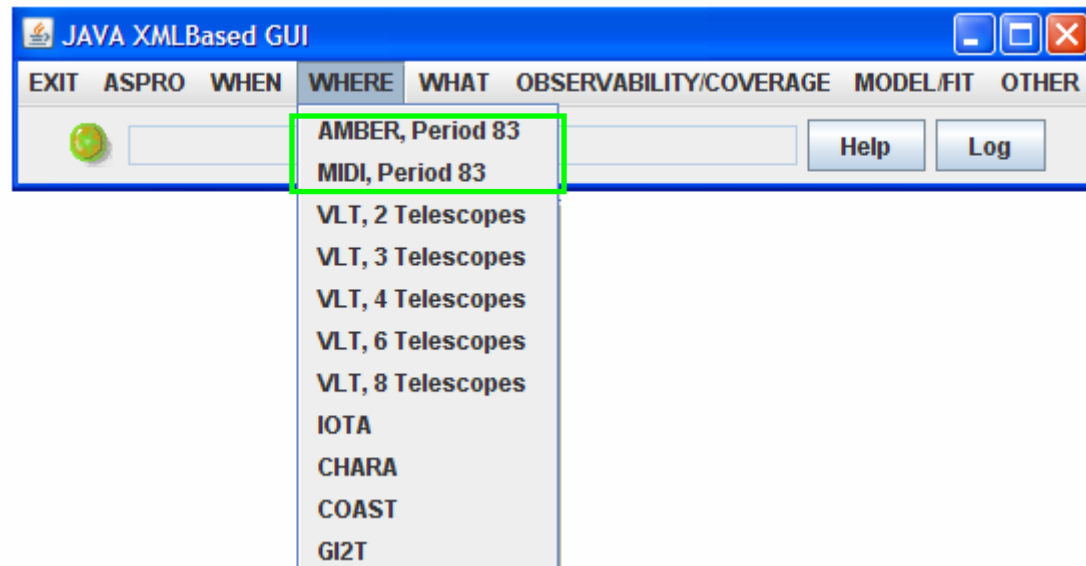 JAVA XMLBased GUI
EXIT ASPRO WHEN WHERE WHAT OBSERVABILITY/COVERAGE MODEL/FIT OTHER
Help Log
AMBER, Period 83
MIDI, Period 83
VLT, 2 Telescopes
VLT, 3 Telescopes
VLT, 4 Telescopes
VLT, 6 Telescopes
VLT, 8 Telescopes
IOTA
CHARA
COAST
GI2T